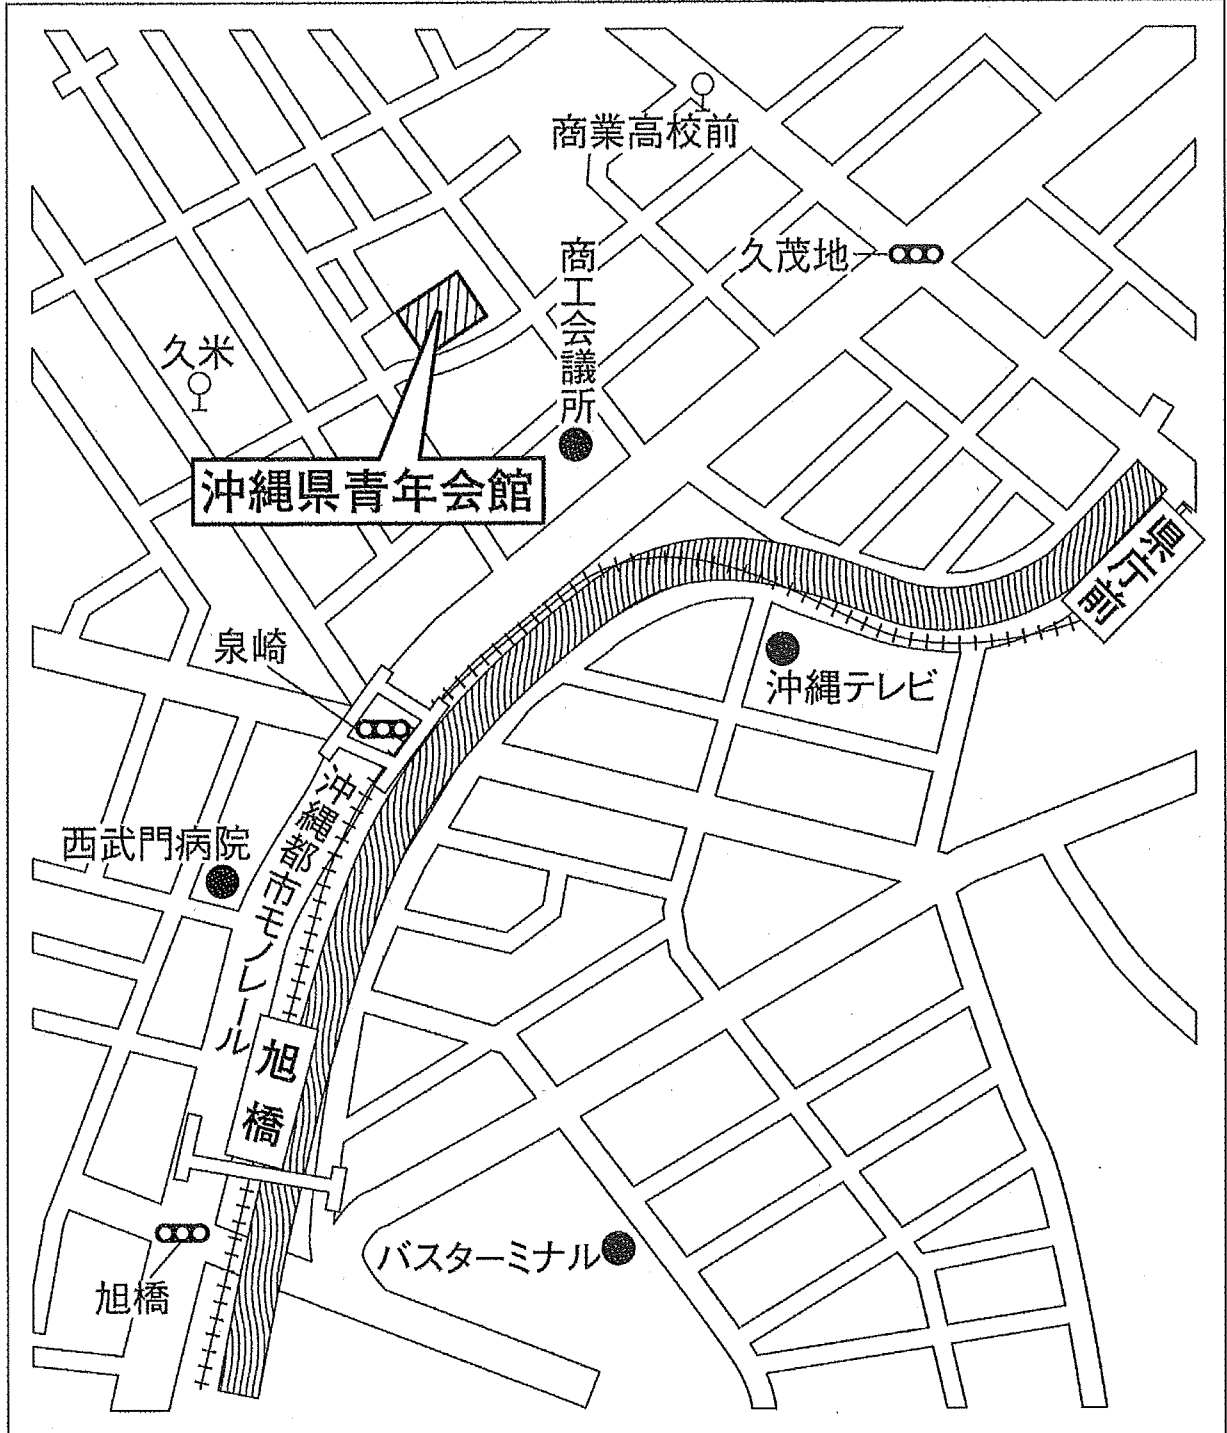 商業高校前
久茂地
商工会議所
久米
沖縄県青年会館
県庁前
泉崎
沖縄テレビ
沖縄都市モノレール
西武門病院
旭橋
バスターミナル
旭橋